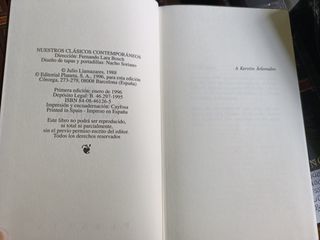 NUESTROS CLÁSICOS CONTEMPORÁNEOS
Dirección: Fernando Lara Bosch
Diseño de tapas y portadillas: Nacho Soriano
© Julio Llamazares, 1988
© Editorial Planeta, S. A., 1996, para esta edición
Córcega, 273-279, 08008 Barcelona (España)
Primera edición: enero de 1996
Depósito Legal: B. 46.297-1995
ISBN 84-08-46126-5
Impresión y encuadernación: Cayfosa
Printed in Spain - Impreso en España
Este libro no podrá ser reproducido,
ni total ni parcialmente,
sin el previo permiso escrito del editor.
Todos los derechos reservados
A Kerstin